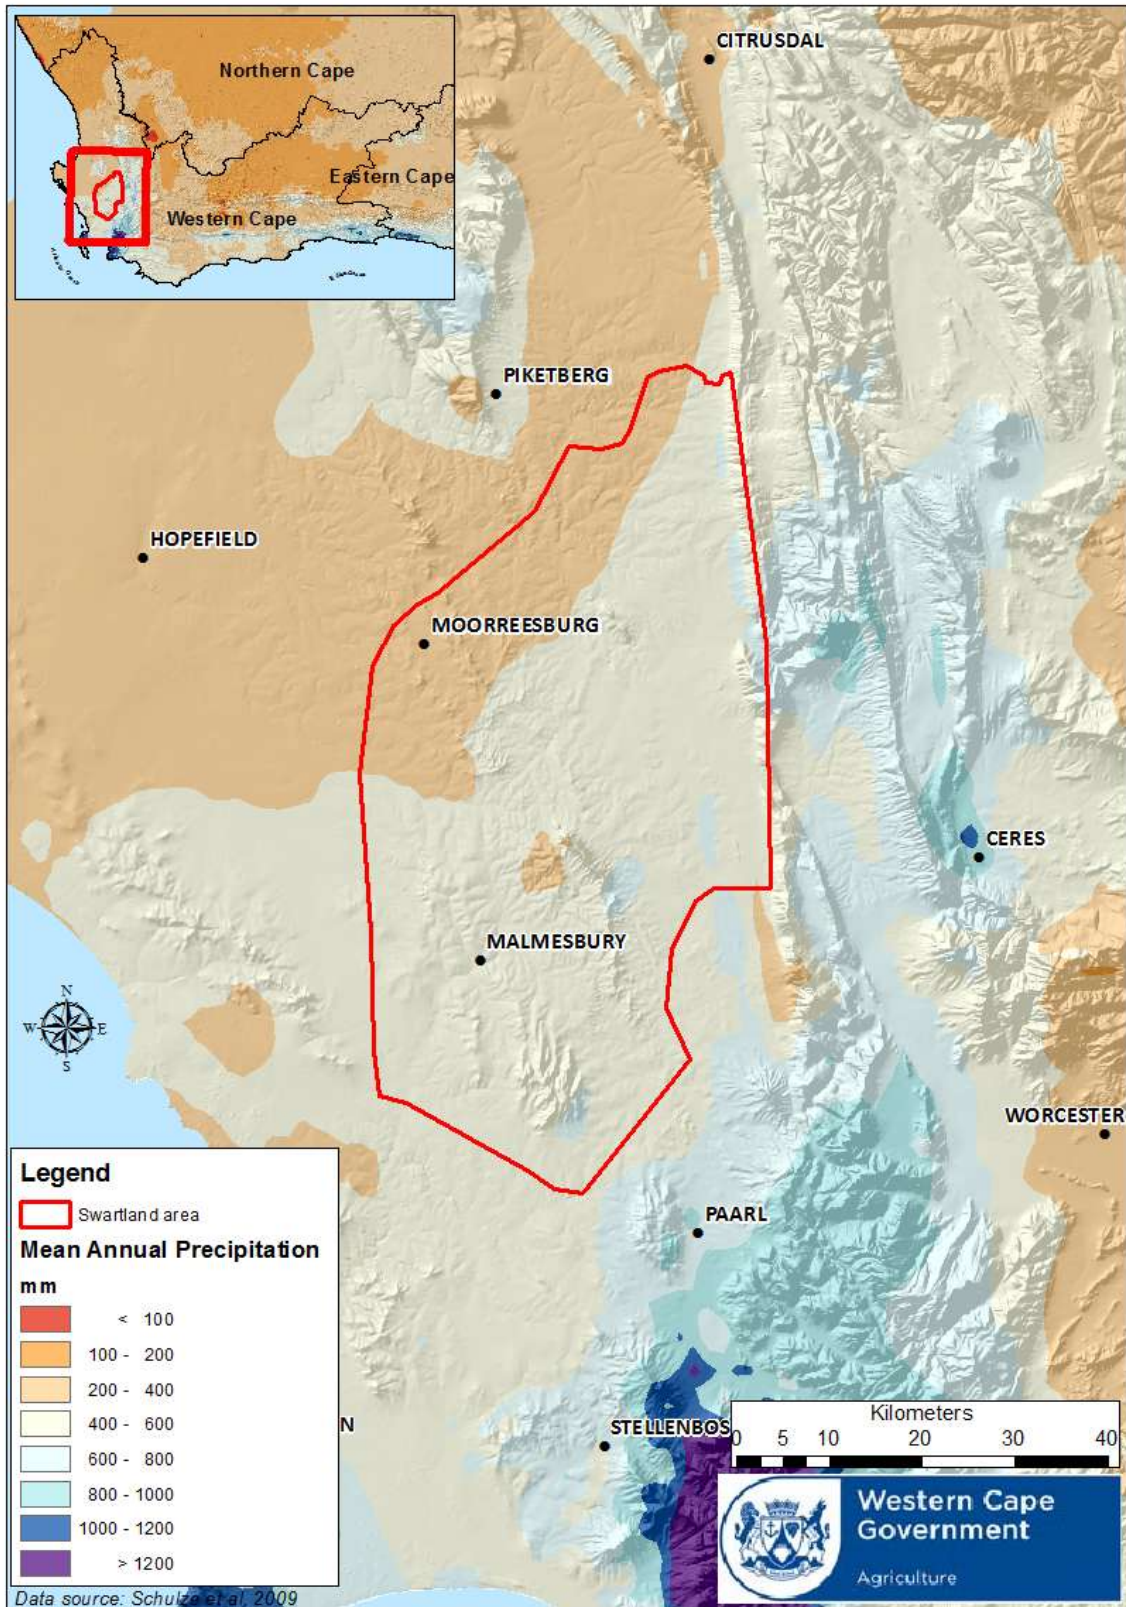 Northern Cape
Eastern Cape
Western Cape
CITRUSDAL
PIKETBERG
HOPEFIELD
MOORREESBURG
CERES
MALMESBURY
N
W
E
S
WORCESTER
PAARL
N
STELLENBOS
Legend
Swartland area
Mean Annual Precipitation
mm
< 100
100 - 200
200 - 400
400 - 600
600 - 800
800 - 1000
1000 - 1200
> 1200
Data source: Schulze et al, 2009
Kilometers
0 5 10 20 30 40
Western Cape
Government
Agriculture